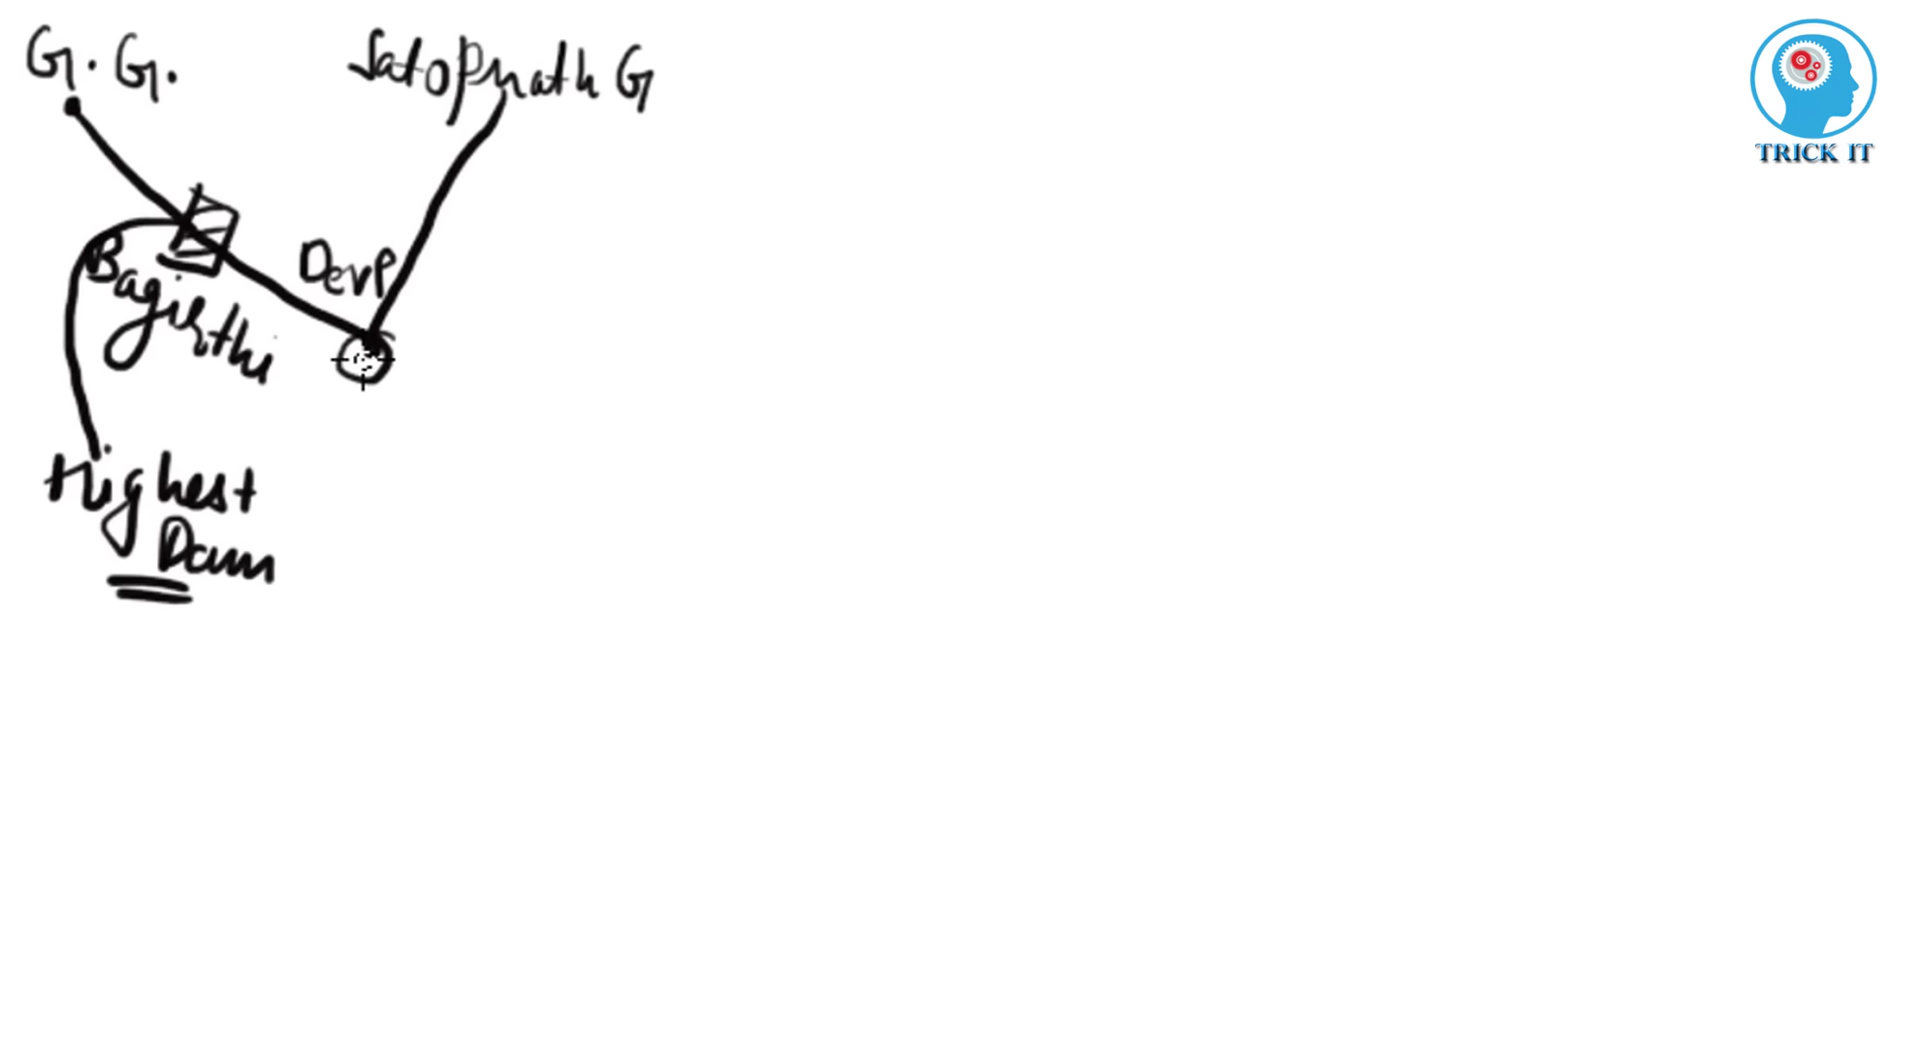 G. G.
Satopnath G
Bagirthi
Devp
Highest
Dam
TRICK IT